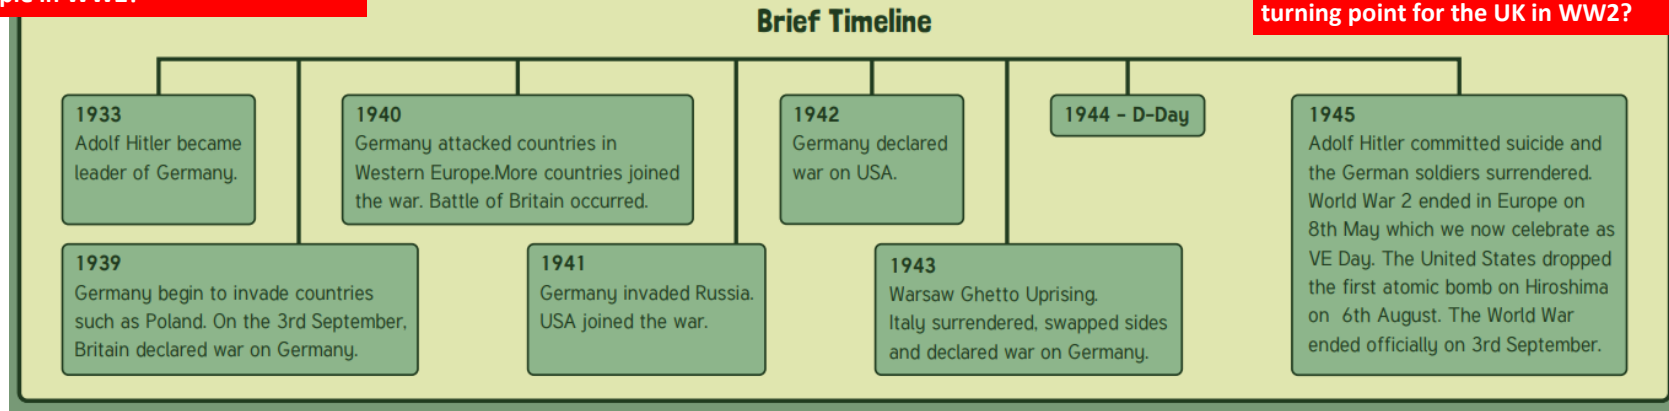 turning point for the UK in WW2?
Brief Timeline
1933
Adolf Hitler became
leader of Germany.
1939
Germany begin to invade countries
such as Poland. On the 3rd September,
Britain declared war on Germany.
1940
Germany attacked countries in
Western Europe.More countries joined
the war. Battle of Britain occurred.
1941
Germany invaded Russia.
USA joined the war.
1942
Germany declared
war on USA.
1943
Warsaw Ghetto Uprising.
Italy surrendered, swapped sides
and declared war on Germany.
1944 - D-Day
1945
Adolf Hitler committed suicide and
the German soldiers surrendered.
World War 2 ended in Europe on
8th May which we now celebrate as
VE Day. The United States dropped
the first atomic bomb on Hiroshima
on 6th August. The World War
ended officially on 3rd September.